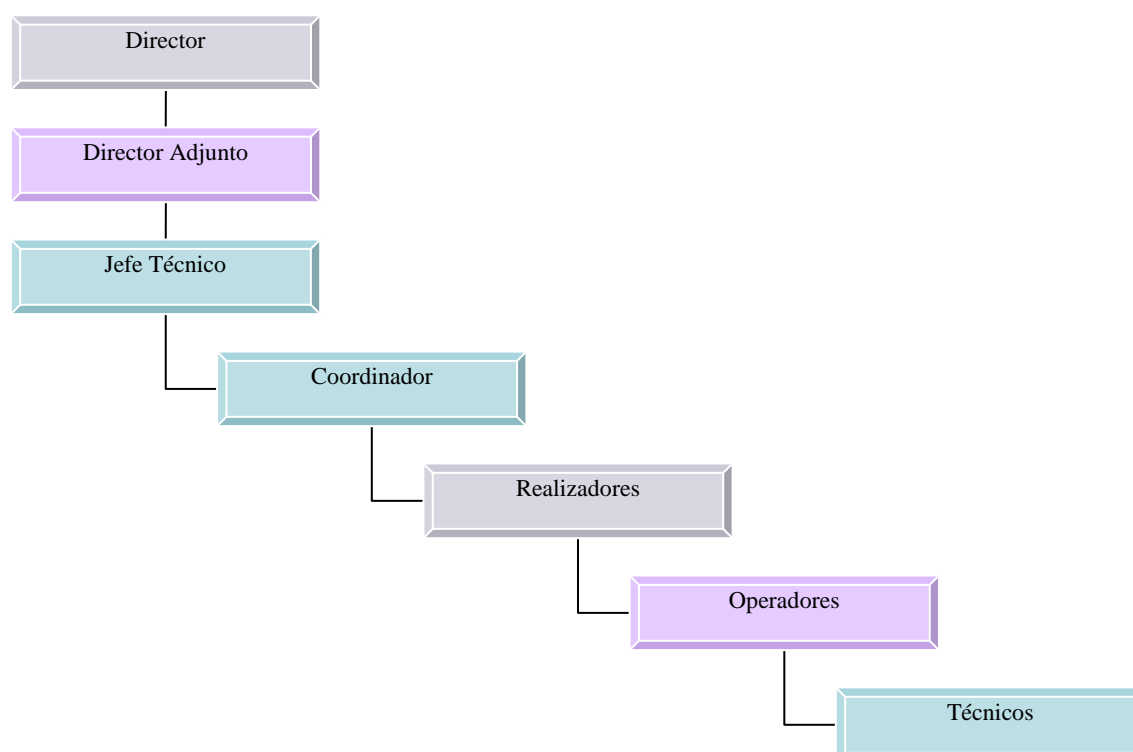 Director
Director Adjunto
Jefe Técnico
Coordinador
Realizadores
Operadores
Técnicos